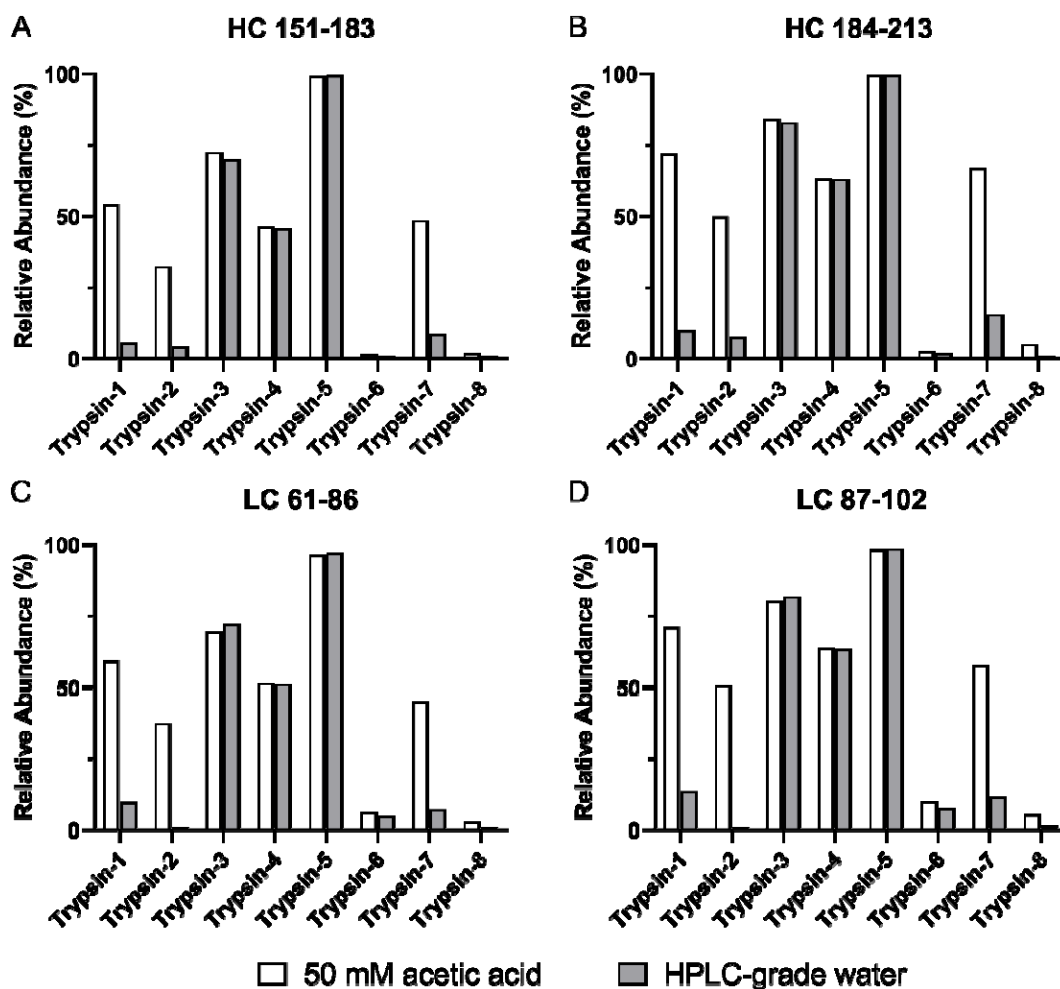 A
HC 151-183
Relative Abundance (%)
100
50
0
Trypsin-1
Trypsin-2
Trypsin-3
Trypsin-4
Trypsin-5
Trypsin-6
Trypsin-7
Trypsin-8
B
HC 184-213
Relative Abundance (%)
100
50
0
Trypsin-1
Trypsin-2
Trypsin-3
Trypsin-4
Trypsin-5
Trypsin-6
Trypsin-7
Trypsin-8
C
LC 61-86
Relative Abundance (%)
100
50
0
Trypsin-1
Trypsin-2
Trypsin-3
Trypsin-4
Trypsin-5
Trypsin-6
Trypsin-7
Trypsin-8
D
LC 87-102
Relative Abundance (%)
100
50
0
Trypsin-1
Trypsin-2
Trypsin-3
Trypsin-4
Trypsin-5
Trypsin-6
Trypsin-7
Trypsin-8
50 mM acetic acid
HPLC-grade water